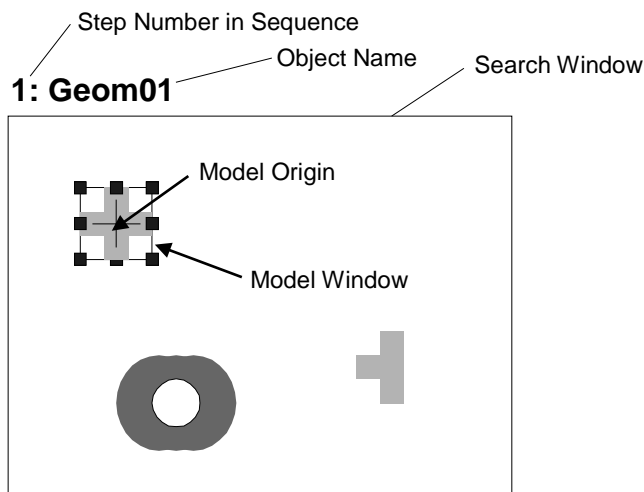 Step Number in Sequence
Object Name
Search Window
1: Geom01
Model Origin
Model Window